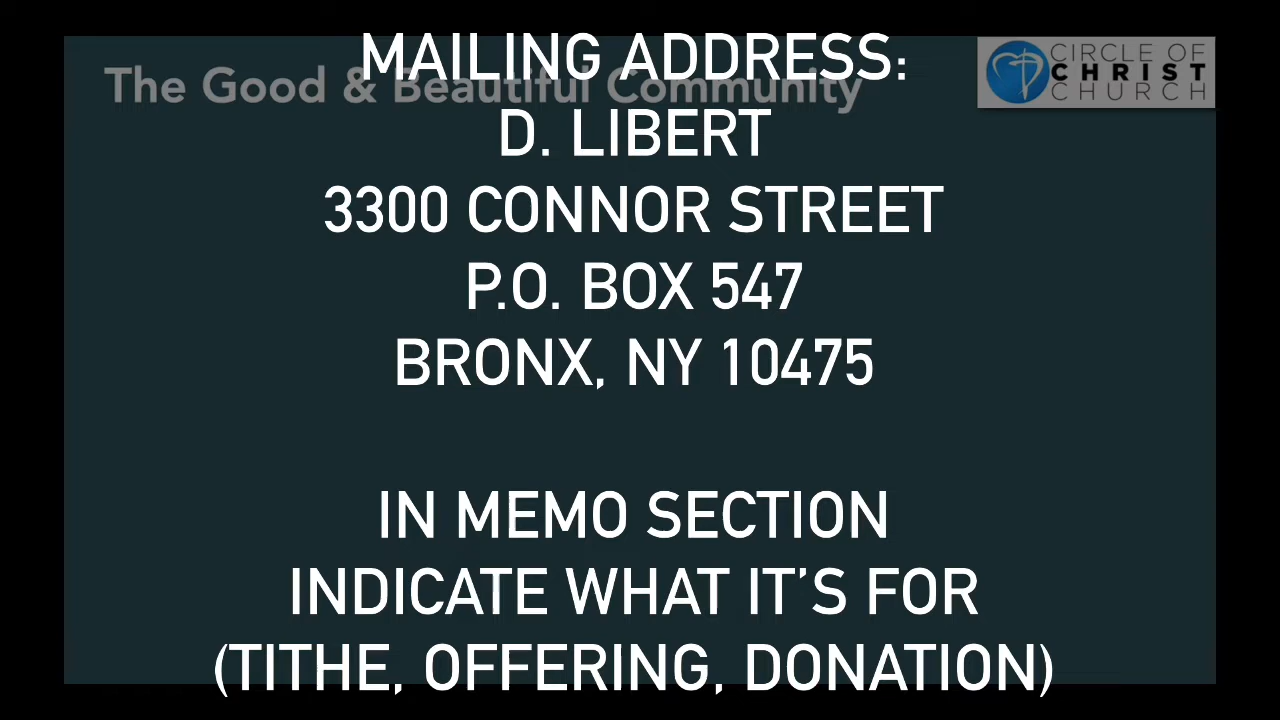 MAILING ADDRESS:
The Good & Beautiful Community
CIRCLE OF
CHRIST
CHURCH
D. LIBERT
3300 CONNOR STREET
P.O. BOX 547
BRONX, NY 10475
IN MEMO SECTION
INDICATE WHAT IT’S FOR
(TITHE, OFFERING, DONATION)